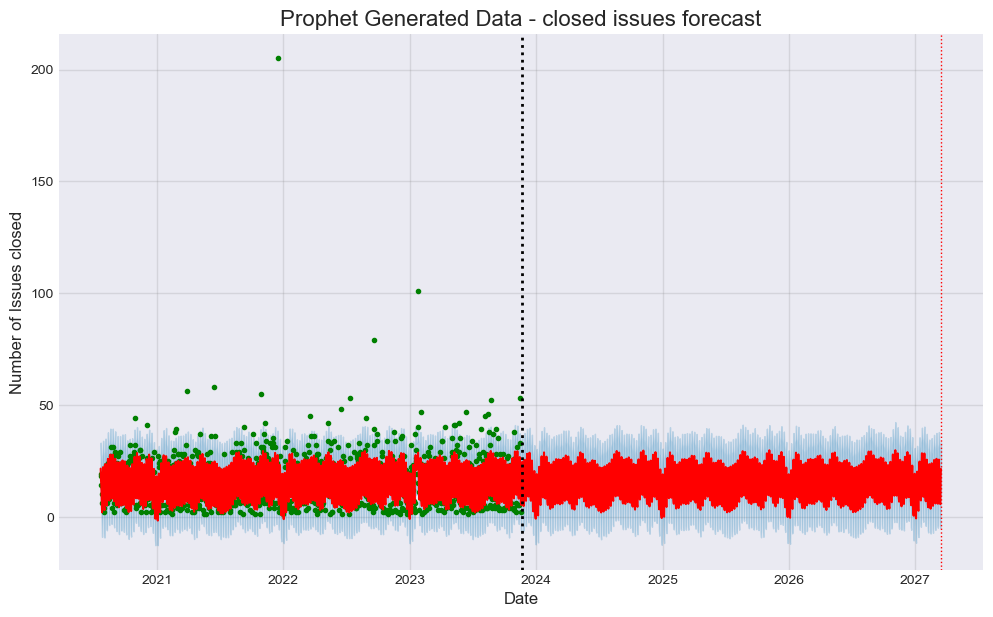 Prophet Generated Data - closed issues forecast
Number of Issues closed
200
150
100
50
0
2021 2022 2023 2024 2025 2026 2027
Date